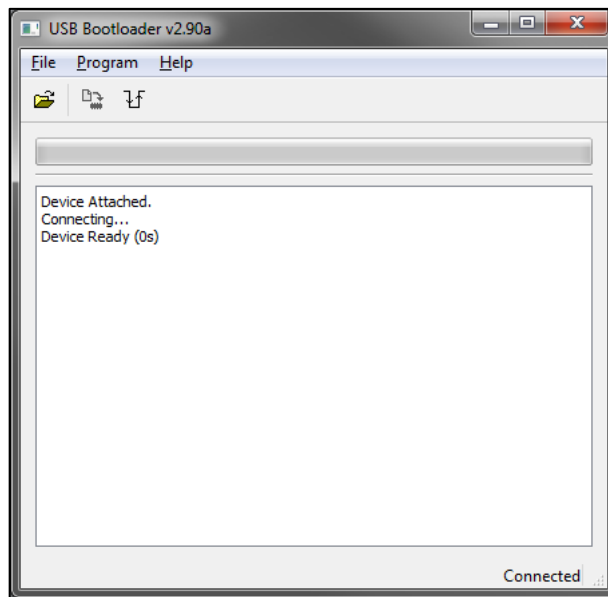 USB Bootloader v2.90a
File Program Help
Device Attached.
Connecting...
Device Ready (0s)
Connected